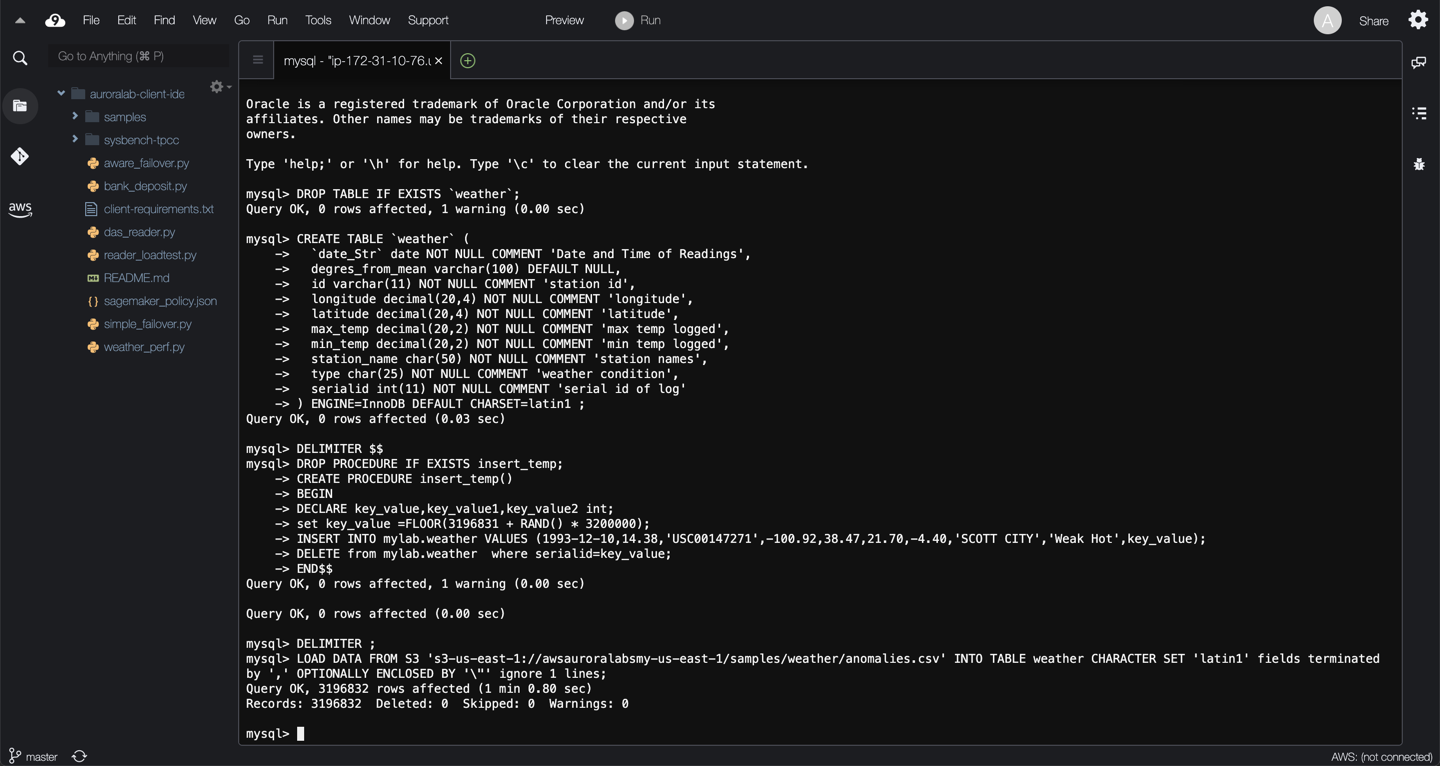 9 File Edit Find View Go Run Tools Window Support Preview Run A Share
Go to Anything (⌘ P)
mysql - "ip-172-31-10-76.u ×
auroralab-client-ide
samples
sysbench-tpcc
aware_failover.py
bank_deposit.py
client-requirements.txt
das_reader.py
reader_loadtest.py
README.md
sagemaker_policy.json
simple_failover.py
weather_perf.py
aws
Oracle is a registered trademark of Oracle Corporation and/or its
affiliates. Other names may be trademarks of their respective
owners.
Type 'help;' or '\h' for help. Type '\c' to clear the current input statement.
mysql> DROP TABLE IF EXISTS `weather`;
Query OK, 0 rows affected, 1 warning (0.00 sec)
mysql> CREATE TABLE `weather` (
    ->   `date_Str` date NOT NULL COMMENT 'Date and Time of Readings',
    ->   degres_from_mean varchar(100) DEFAULT NULL,
    ->   id varchar(11) NOT NULL COMMENT 'station id',
    ->   longitude decimal(20,4) NOT NULL COMMENT 'longitude',
    ->   latitude decimal(20,4) NOT NULL COMMENT 'latitude',
    ->   max_temp decimal(20,2) NOT NULL COMMENT 'max temp logged',
    ->   min_temp decimal(20,2) NOT NULL COMMENT 'min temp logged',
    ->   station_name char(50) NOT NULL COMMENT 'station names',
    ->   type char(25) NOT NULL COMMENT 'weather condition',
    ->   serialid int(11) NOT NULL COMMENT 'serial id of log'
    -> ) ENGINE=InnoDB DEFAULT CHARSET=latin1 ;
Query OK, 0 rows affected (0.03 sec)
mysql> DELIMITER $$
mysql> DROP PROCEDURE IF EXISTS insert_temp;
    -> CREATE PROCEDURE insert_temp()
    -> BEGIN
    -> DECLARE key_value,key_value1,key_value2 int;
    -> set key_value =FLOOR(3196831 + RAND() * 3200000);
    -> INSERT INTO mylab.weather VALUES (1993-12-10,14.38,'USC00147271',-100.92,38.47,21.70,-4.40,'SCOTT CITY','Weak Hot',key_value);
    -> DELETE from mylab.weather  where serialid=key_value;
    -> END$$
Query OK, 0 rows affected, 1 warning (0.00 sec)
Query OK, 0 rows affected (0.00 sec)
mysql> DELIMITER ;
mysql> LOAD DATA FROM S3 's3-us-east-1://awsauroralabsmy-us-east-1/samples/weather/anomalies.csv' INTO TABLE weather CHARACTER SET 'latin1' fields terminated
by ',' OPTIONALLY ENCLOSED BY '\"' ignore 1 lines;
Query OK, 3196832 rows affected (1 min 0.80 sec)
Records: 3196832  Deleted: 0  Skipped: 0  Warnings: 0
mysql>
master
AWS: (not connected)